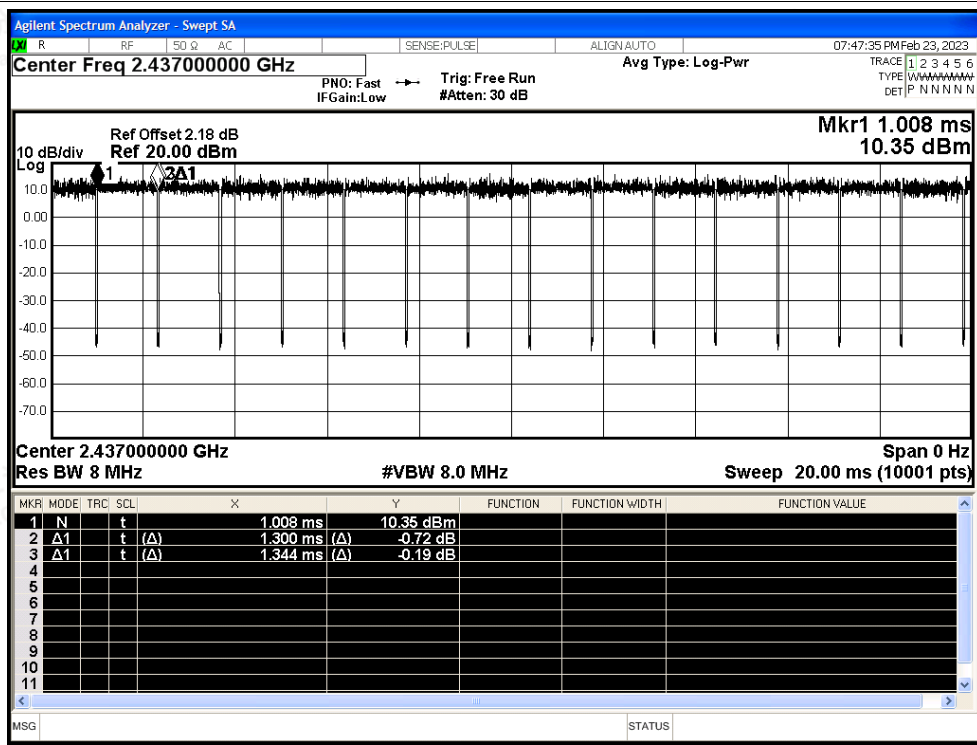 Agilent Spectrum Analyzer - Swept SA
LXI R RF 50 Ω AC SENSE:PULSE ALIGN AUTO 07:47:35 PM Feb 23, 2023
Center Freq 2.437000000 GHz Avg Type: Log-Pwr TRACE 1 2 3 4 5 6
PNO: Fast Trig: Free Run TYPE
IFGain:Low #Atten: 30 dB DET P N N N N N
Mkr1 1.008 ms
Ref Offset 2.18 dB
10 dB/div Ref 20.00 dBm 10.35 dBm
Log
1 3Δ1
10.0
0.00
-10.0
-20.0
-30.0
-40.0
-50.0
-60.0
-70.0
Center 2.437000000 GHz Span 0 Hz
Res BW 8 MHz #VBW 8.0 MHz Sweep 20.00 ms (10001 pts)
MKR MODE TRC SCL X Y FUNCTION FUNCTION WIDTH FUNCTION VALUE
1 N t 1.008 ms 10.35 dBm
2 Δ1 t (Δ) 1.300 ms (Δ) -0.72 dB
3 Δ1 t (Δ) 1.344 ms (Δ) -0.19 dB
4
5
6
7
8
9
10
11
MSG STATUS